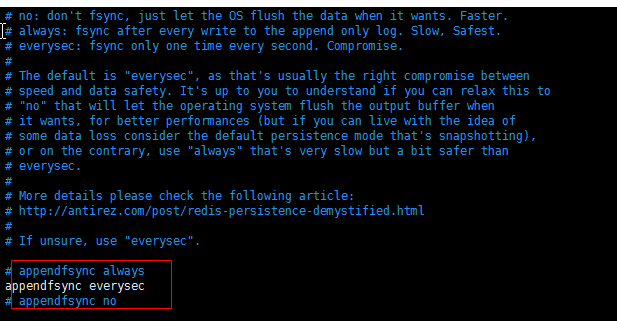 # no: don't fsync, just let the OS flush the data when it wants. Faster.
# always: fsync after every write to the append only log. Slow, Safest.
# everysec: fsync only one time every second. Compromise.
#
# The default is "everysec", as that's usually the right compromise between
# speed and data safety. It's up to you to understand if you can relax this to
# "no" that will let the operating system flush the output buffer when
# it wants, for better performances (but if you can live with the idea of
# some data loss consider the default persistence mode that's snapshotting),
# or on the contrary, use "always" that's very slow but a bit safer than
# everysec.
#
# More details please check the following article:
# http://antirez.com/post/redis-persistence-demystified.html
#
# If unsure, use "everysec".
# appendfsync always
appendfsync everysec
# appendfsync no